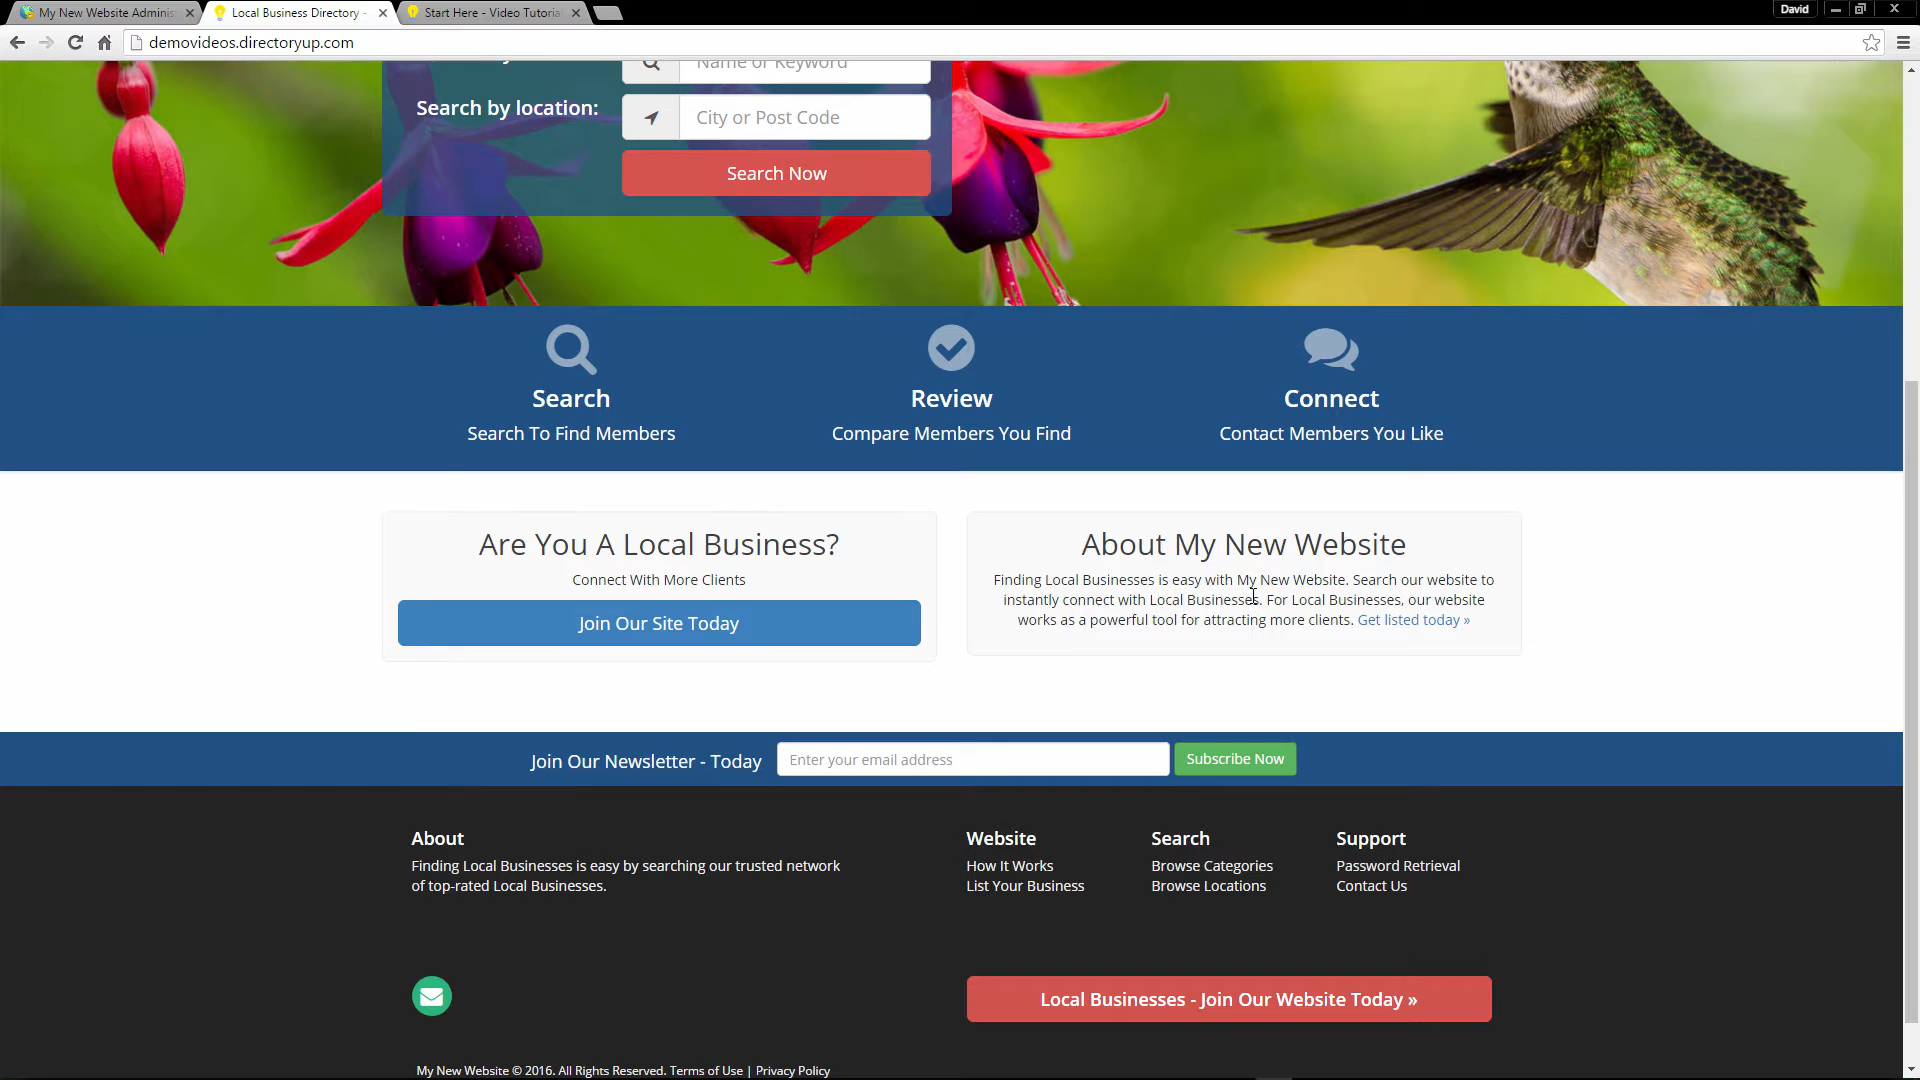 My New Website Adminis
Local Business Directory -
Start Here - Video Tutoria
David
demovideos.directoryup.com
Name or Keyword
Search by location:
City or Post Code
Search Now
Search
Review
Connect
Search To Find Members
Compare Members You Find
Contact Members You Like
Are You A Local Business?
Connect With More Clients
Join Our Site Today
About My New Website
Finding Local Businesses is easy with My New Website. Search our website to
instantly connect with Local Businesses. For Local Businesses, our website
works as a powerful tool for attracting more clients. Get listed today »
Join Our Newsletter - Today
Enter your email address
Subscribe Now
About
Finding Local Businesses is easy by searching our trusted network
of top-rated Local Businesses.
Website
How It Works
List Your Business
Search
Browse Categories
Browse Locations
Support
Password Retrieval
Contact Us
Local Businesses - Join Our Website Today »
My New Website © 2016. All Rights Reserved. Terms of Use | Privacy Policy